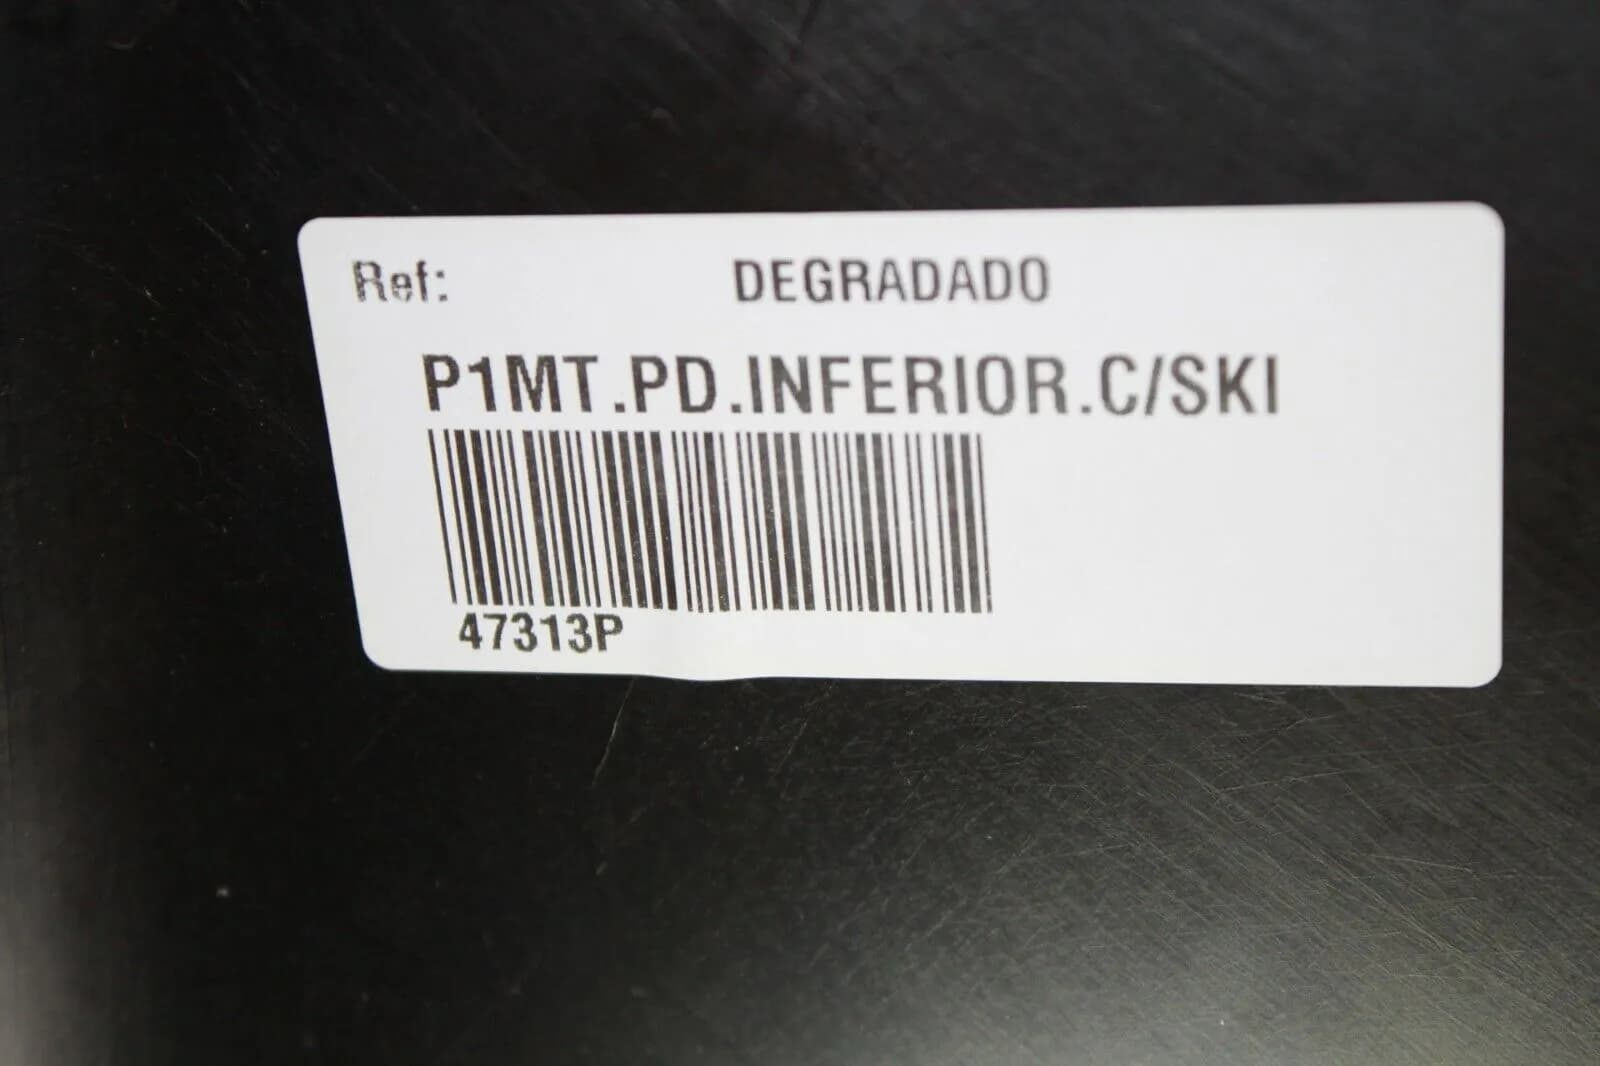 Ref: DEGRADADO
P1MT.PD.INFERIOR.C/SKI
47313P